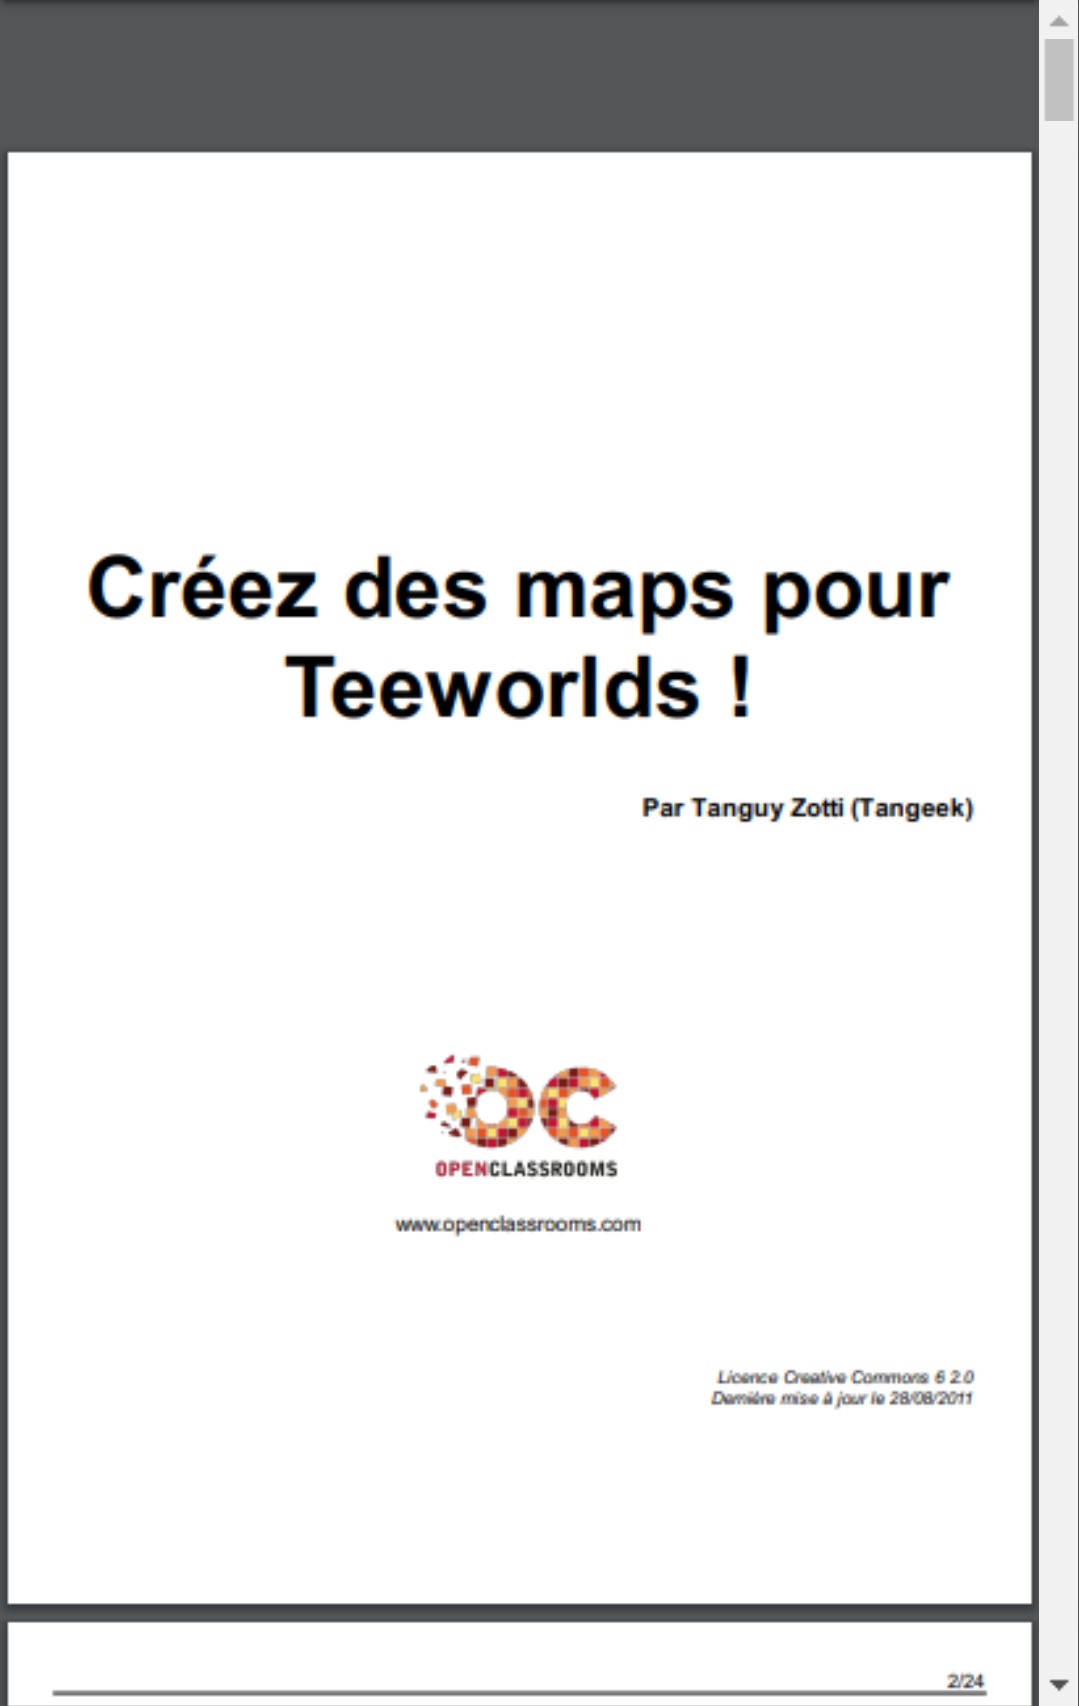 Créez des maps pour
Teeworlds !
Par Tanguy Zotti (Tangeek)
OC
OPENCLASSROOMS
www.openclassrooms.com
Licence Creative Commons 6 2.0
Dernière mise à jour le 28/08/2011
2/24